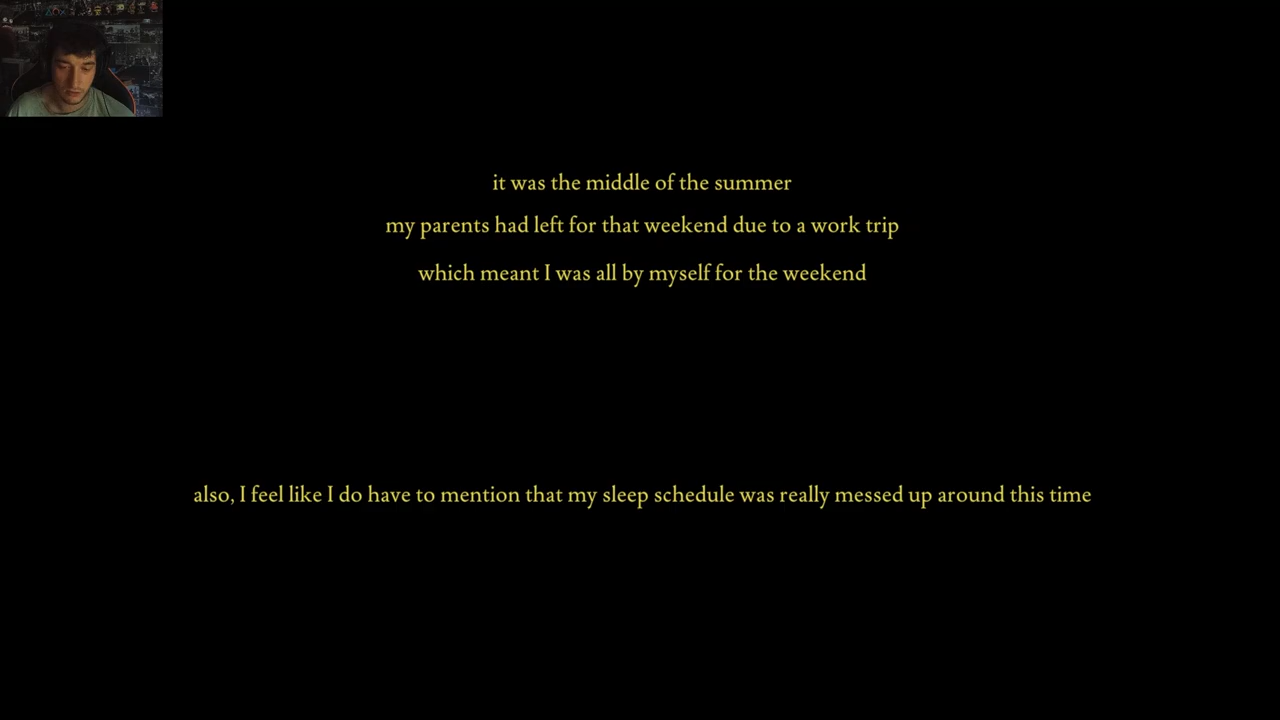 it was the middle of the summer
my parents had left for that weekend due to a work trip
which meant I was all by myself for the weekend
also, I feel like I do have to mention that my sleep schedule was really messed up around this time